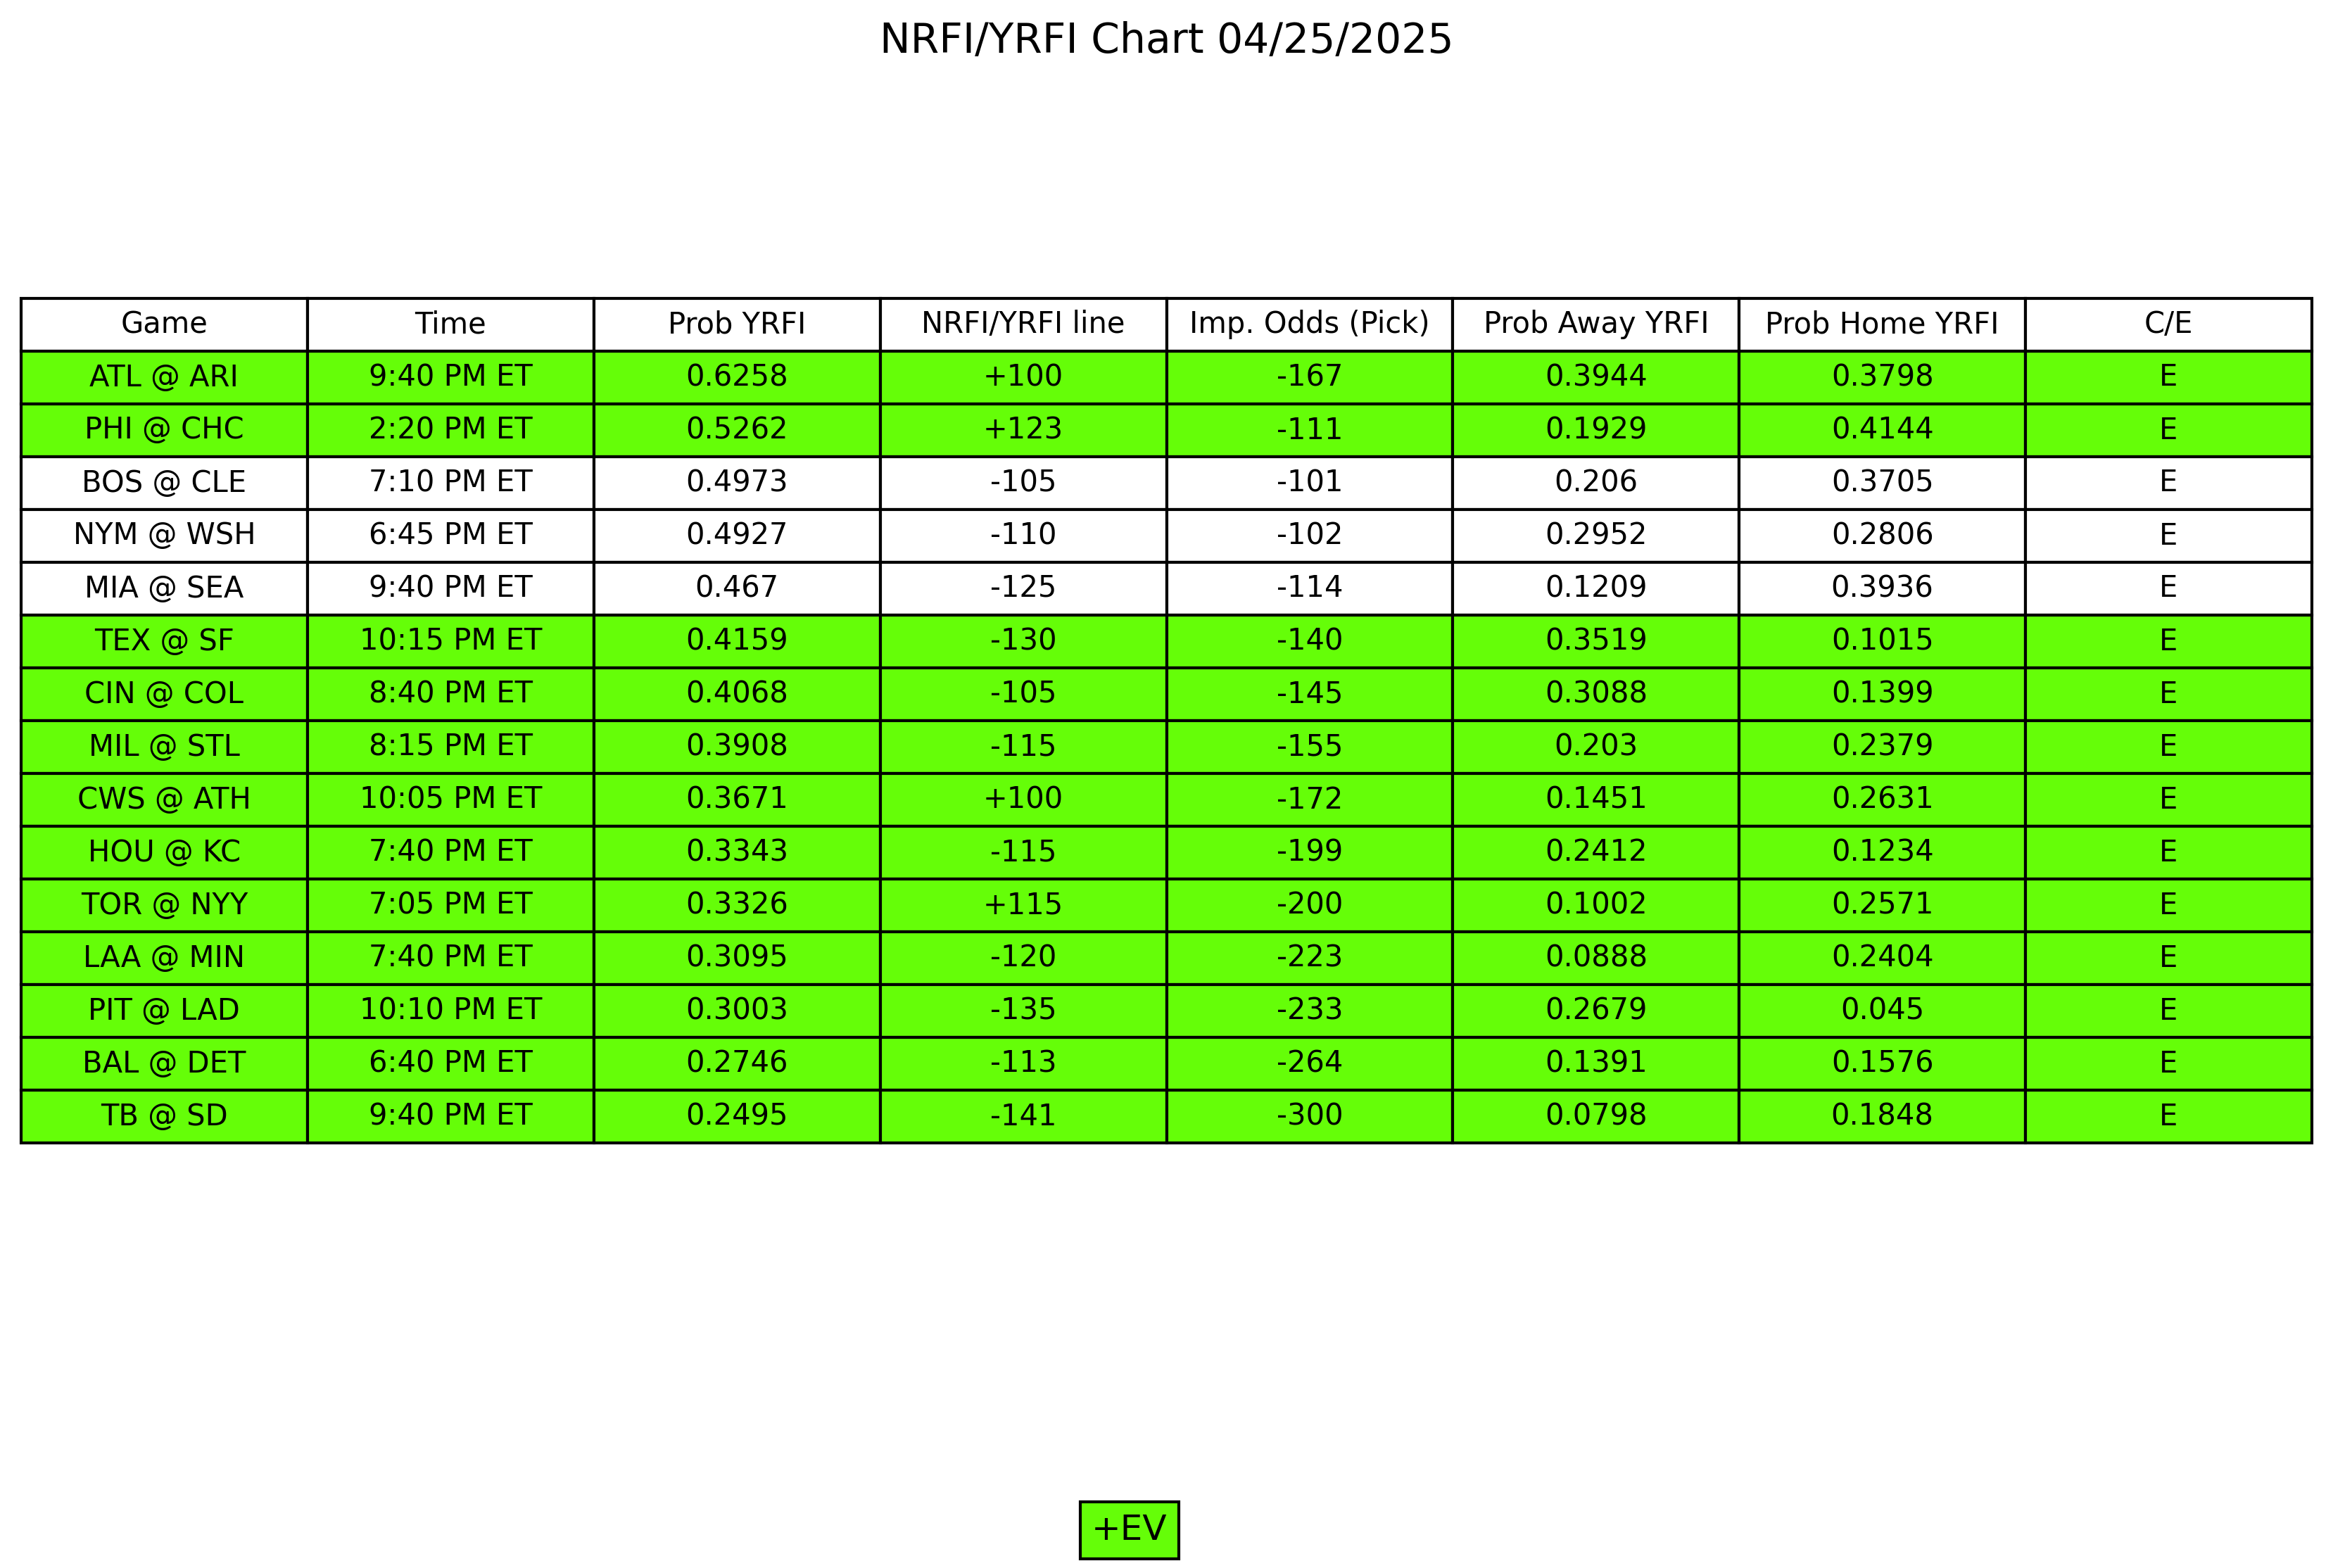 NRFI/YRFI Chart 04/25/2025
Game Time Prob YRFI NRFI/YRFI line Imp. Odds (Pick) Prob Away YRFI Prob Home YRFI C/E
ATL @ ARI 9:40 PM ET 0.6258 +100 -167 0.3944 0.3798 E
PHI @ CHC 2:20 PM ET 0.5262 +123 -111 0.1929 0.4144 E
BOS @ CLE 7:10 PM ET 0.4973 -105 -101 0.206 0.3705 E
NYM @ WSH 6:45 PM ET 0.4927 -110 -102 0.2952 0.2806 E
MIA @ SEA 9:40 PM ET 0.467 -125 -114 0.1209 0.3936 E
TEX @ SF 10:15 PM ET 0.4159 -130 -140 0.3519 0.1015 E
CIN @ COL 8:40 PM ET 0.4068 -105 -145 0.3088 0.1399 E
MIL @ STL 8:15 PM ET 0.3908 -115 -155 0.203 0.2379 E
CWS @ ATH 10:05 PM ET 0.3671 +100 -172 0.1451 0.2631 E
HOU @ KC 7:40 PM ET 0.3343 -115 -199 0.2412 0.1234 E
TOR @ NYY 7:05 PM ET 0.3326 +115 -200 0.1002 0.2571 E
LAA @ MIN 7:40 PM ET 0.3095 -120 -223 0.0888 0.2404 E
PIT @ LAD 10:10 PM ET 0.3003 -135 -233 0.2679 0.045 E
BAL @ DET 6:40 PM ET 0.2746 -113 -264 0.1391 0.1576 E
TB @ SD 9:40 PM ET 0.2495 -141 -300 0.0798 0.1848 E
+EV